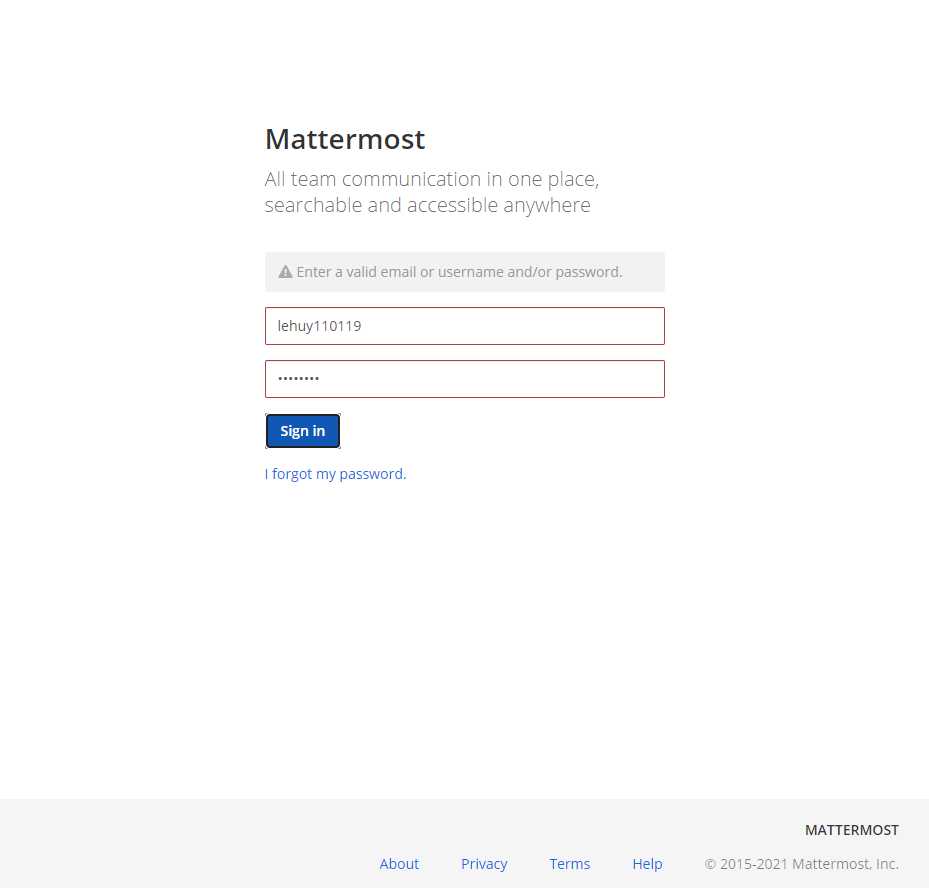 Mattermost
All team communication in one place,
searchable and accessible anywhere
Enter a valid email or username and/or password.
lehuy110119
••••••••
Sign in
I forgot my password.
MATTERMOST
About Privacy Terms Help © 2015-2021 Mattermost, Inc.